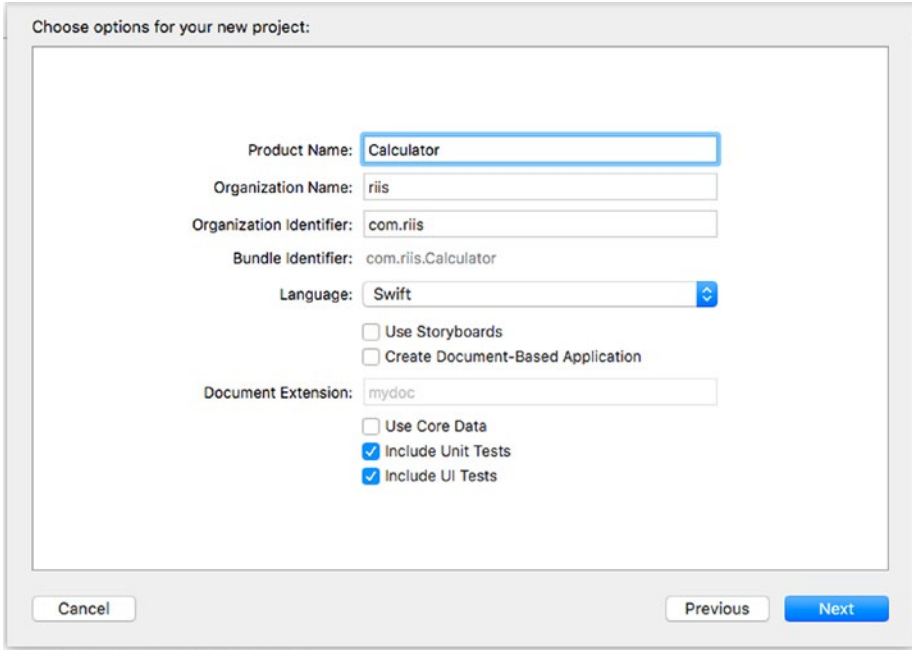 Choose options for your new project:
Product Name: Calculator
Organization Name: riis
Organization Identifier: com.riis
Bundle Identifier: com.riis.Calculator
Language: Swift
Use Storyboards
Create Document-Based Application
Document Extension: mydoc
Use Core Data
Include Unit Tests
Include UI Tests
Cancel Previous Next